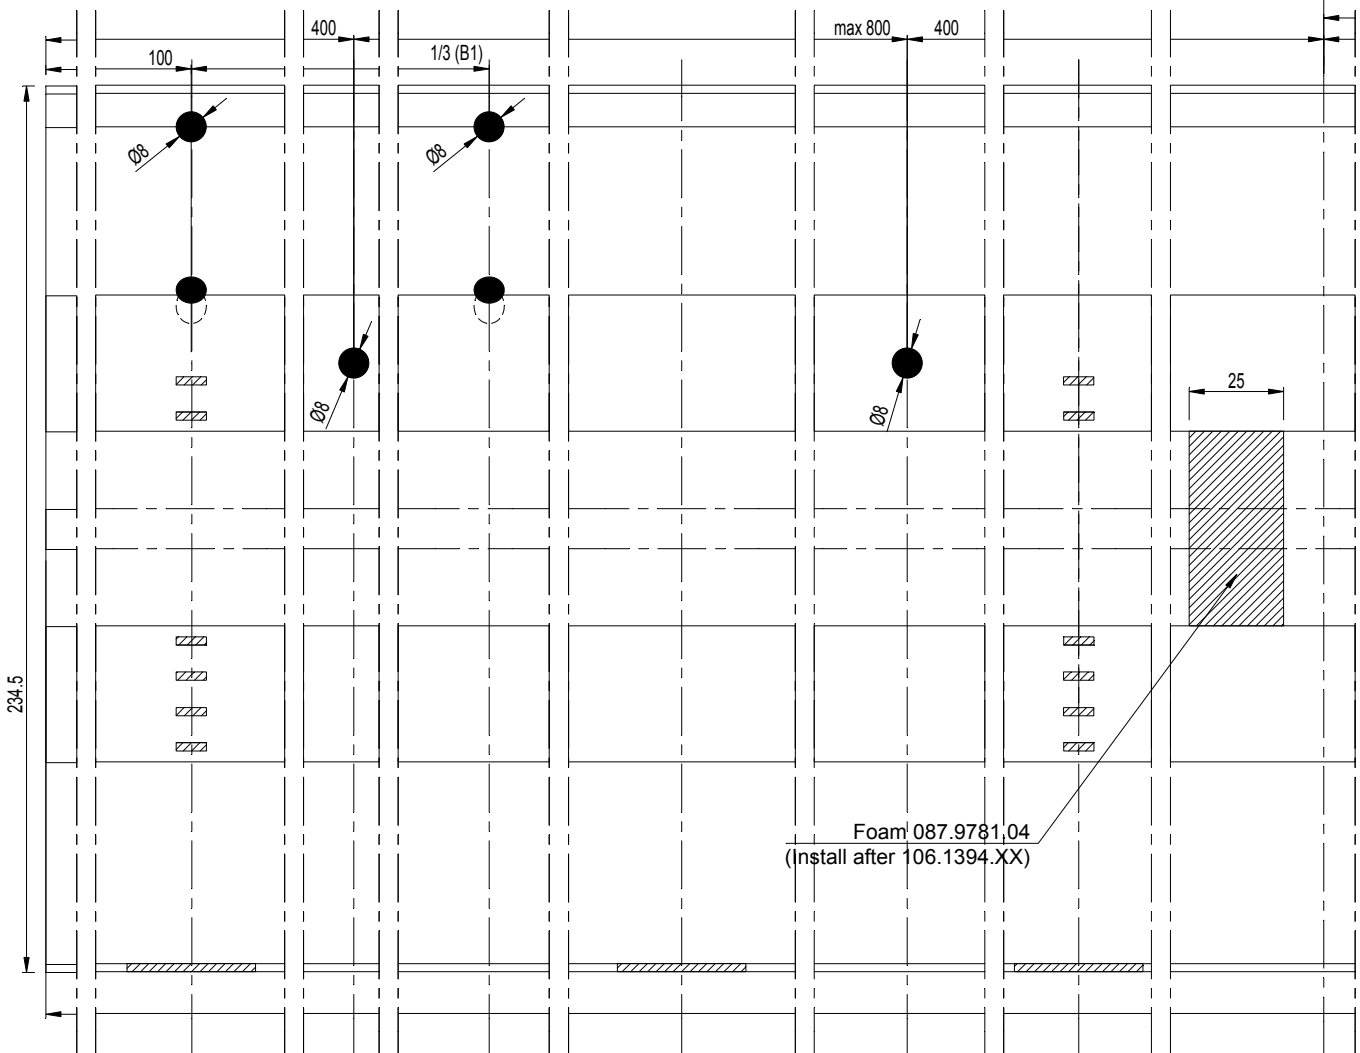 400
max 800
400
100
1/3 (B1)
Ø8
Ø8
Ø8
Ø8
25
234.5
Foam 087.9781.04
(Install after 106.1394.XX)